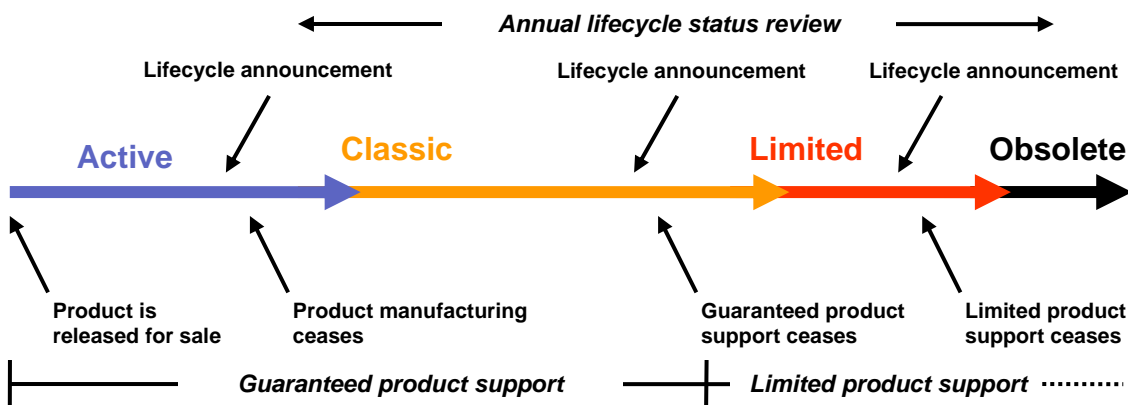 Annual lifecycle status review
Lifecycle announcement
Lifecycle announcement
Lifecycle announcement
Active
Classic
Limited
Obsolete
Product is
released for sale
Product manufacturing
ceases
Guaranteed product
support ceases
Limited product
support ceases
Guaranteed product support
Limited product support